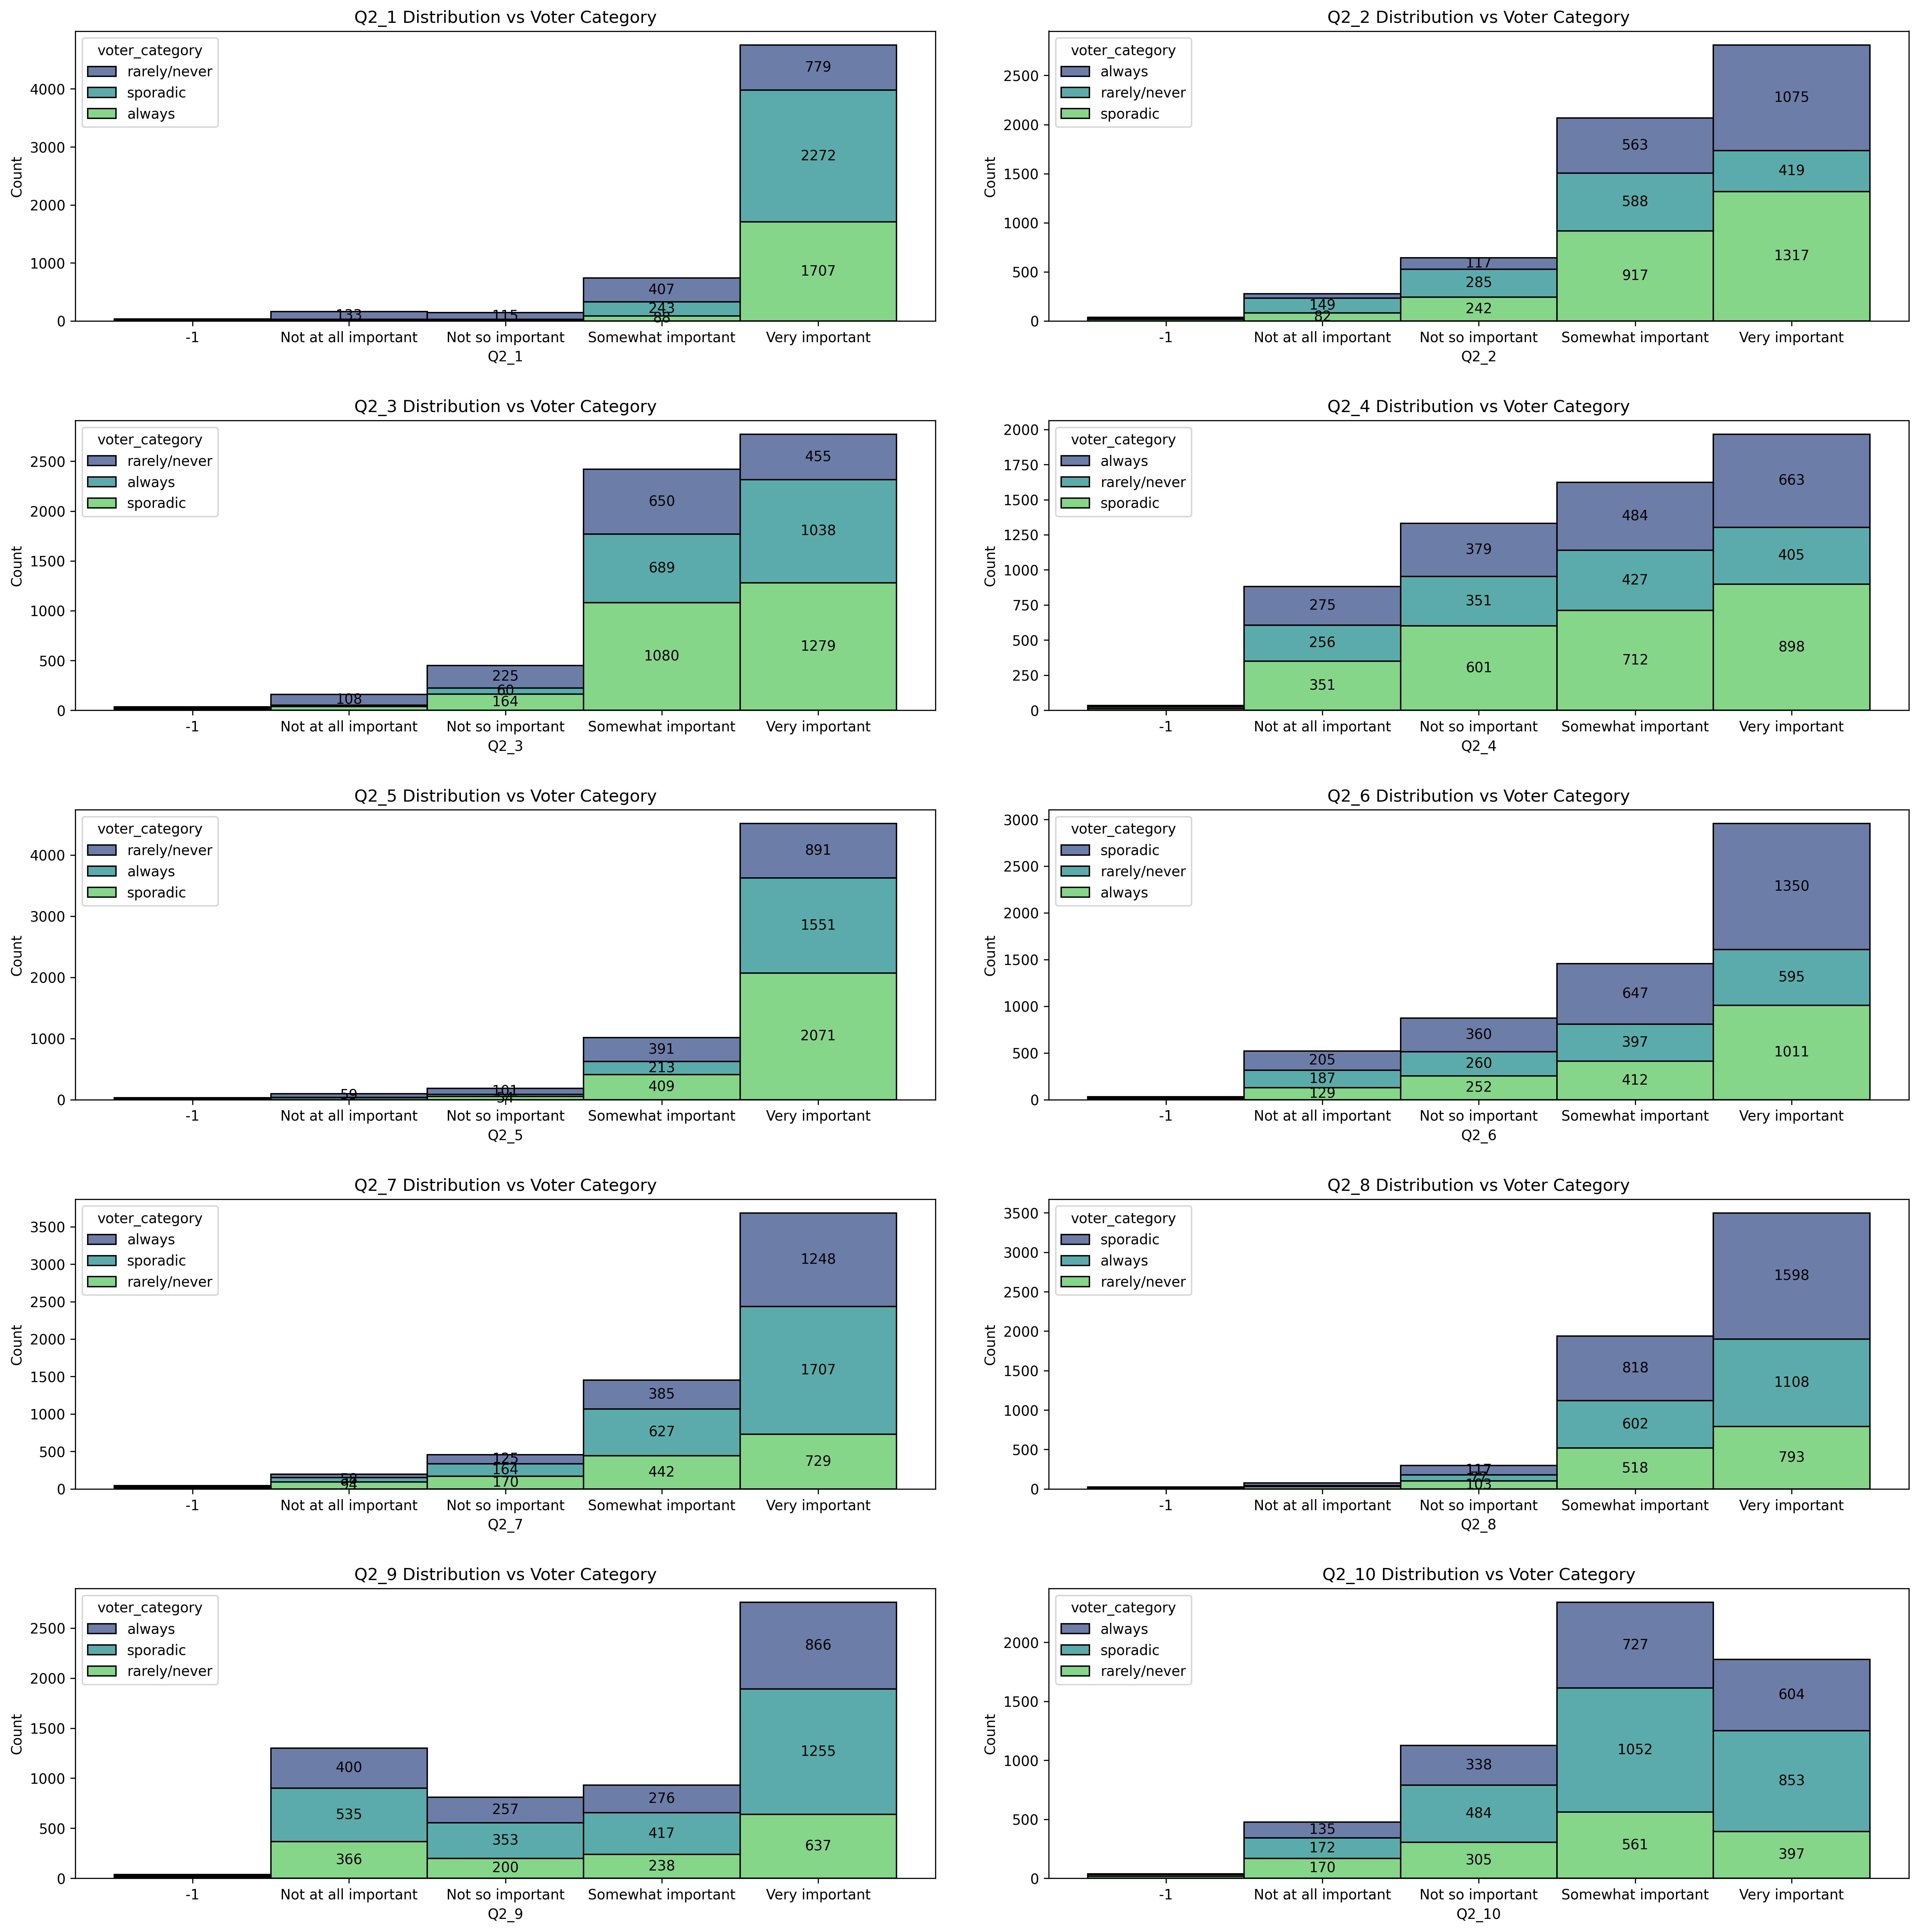 Q2_1 Distribution vs Voter Category
voter_category
rarely/never
sporadic
always
Count
4000
3000
2000
1000
0
779
2272
1707
407
243
88
115
133
-1
Not at all important
Not so important
Somewhat important
Very important
Q2_1
Q2_2 Distribution vs Voter Category
voter_category
always
rarely/never
sporadic
Count
2500
2000
1500
1000
500
0
1075
419
1317
563
588
917
117
285
242
149
82
-1
Not at all important
Not so important
Somewhat important
Very important
Q2_2
Q2_3 Distribution vs Voter Category
voter_category
rarely/never
always
sporadic
Count
2500
2000
1500
1000
500
0
455
1038
1279
650
689
1080
225
60
164
108
-1
Not at all important
Not so important
Somewhat important
Very important
Q2_3
Q2_4 Distribution vs Voter Category
voter_category
always
rarely/never
sporadic
Count
2000
1750
1500
1250
1000
750
500
250
0
663
405
898
484
427
712
379
351
601
275
256
351
-1
Not at all important
Not so important
Somewhat important
Very important
Q2_4
Q2_5 Distribution vs Voter Category
voter_category
rarely/never
always
sporadic
Count
4000
3000
2000
1000
0
891
1551
2071
391
213
409
101
54
59
-1
Not at all important
Not so important
Somewhat important
Very important
Q2_5
Q2_6 Distribution vs Voter Category
voter_category
sporadic
rarely/never
always
Count
3000
2500
2000
1500
1000
500
0
1350
595
1011
647
397
412
360
260
252
205
187
129
-1
Not at all important
Not so important
Somewhat important
Very important
Q2_6
Q2_7 Distribution vs Voter Category
voter_category
always
sporadic
rarely/never
Count
3500
3000
2500
2000
1500
1000
500
0
1248
1707
729
385
627
442
125
164
170
94
-1
Not at all important
Not so important
Somewhat important
Very important
Q2_7
Q2_8 Distribution vs Voter Category
voter_category
sporadic
always
rarely/never
Count
3500
3000
2500
2000
1500
1000
500
0
1598
1108
793
818
602
518
117
103
-1
Not at all important
Not so important
Somewhat important
Very important
Q2_8
Q2_9 Distribution vs Voter Category
voter_category
always
sporadic
rarely/never
Count
2500
2000
1500
1000
500
0
866
1255
637
276
417
238
257
353
200
400
535
366
-1
Not at all important
Not so important
Somewhat important
Very important
Q2_9
Q2_10 Distribution vs Voter Category
voter_category
always
sporadic
rarely/never
Count
2000
1500
1000
500
0
604
853
397
727
1052
561
338
484
305
135
172
170
-1
Not at all important
Not so important
Somewhat important
Very important
Q2_10